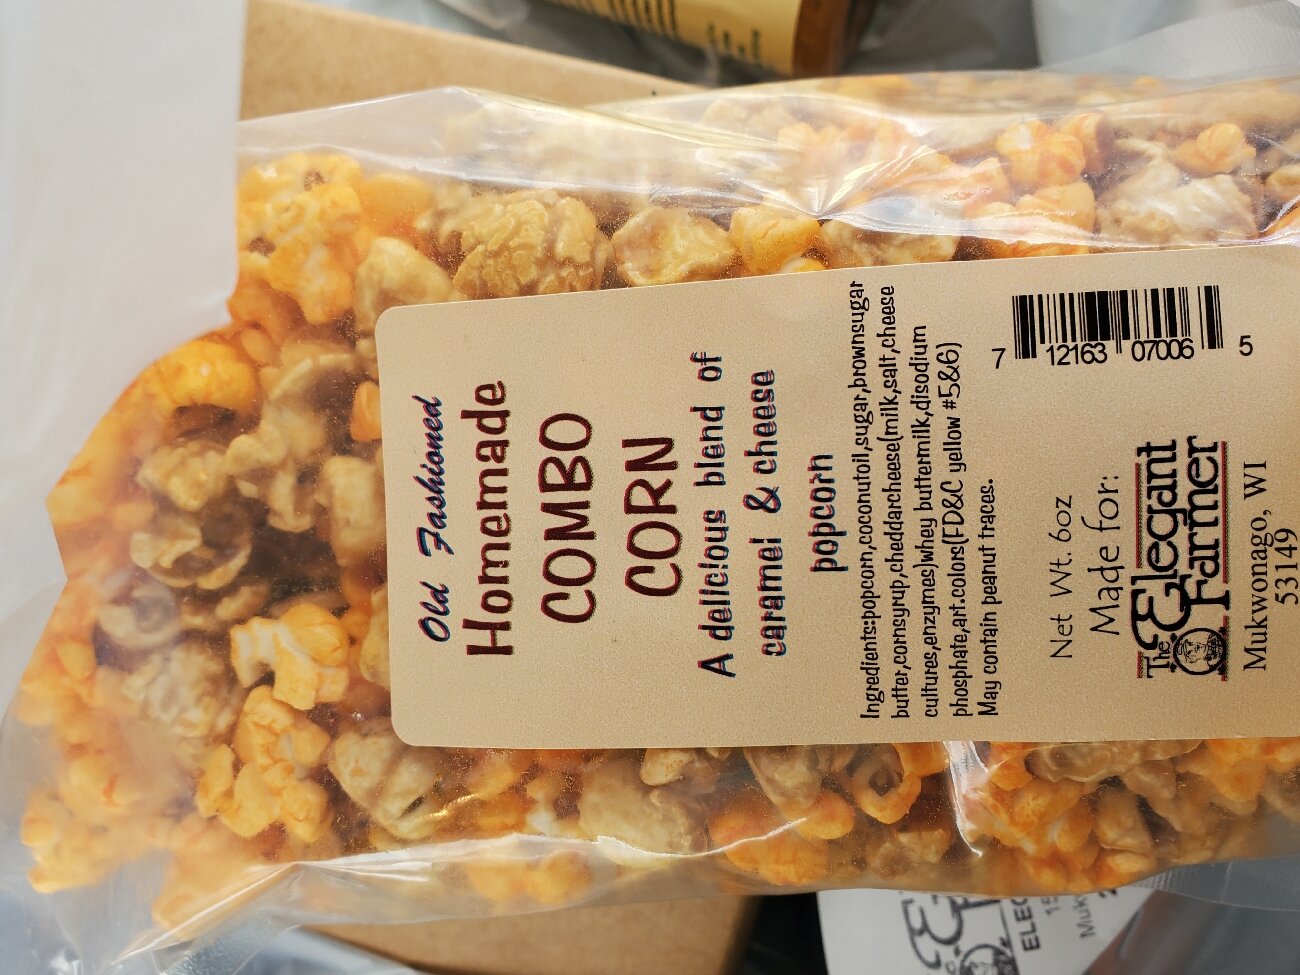 Old Fashioned
Homemade
COMBO
CORN
A delicious blend of
caramel & cheese
popcorn
Ingredients:popcorn,coconutoil,sugar,brownsugar
butter,cornsyrup,cheddarcheese(milk,salt,cheese
cultures,enzymes)whey buttermilk,disodium
phosphate,art.colors(FD&C yellow #5&6)
May contain peanut traces.
7 12163 07006 5
Net Wt. 6oz
Made for:
The Elegant
Farmer
Mukwonago, WI
53149